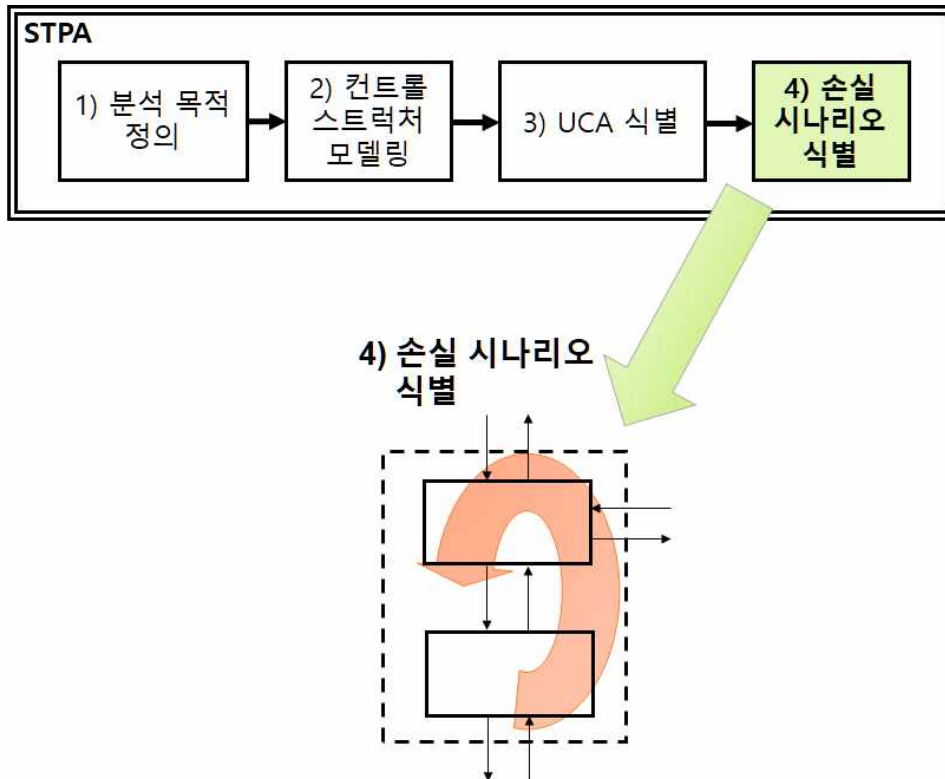 STPA
1) 분석 목적
정의
2) 컨트롤
스트럭처
모델링
3) UCA 식별
4) 손실
시나리오
식별
4) 손실 시나리오
식별